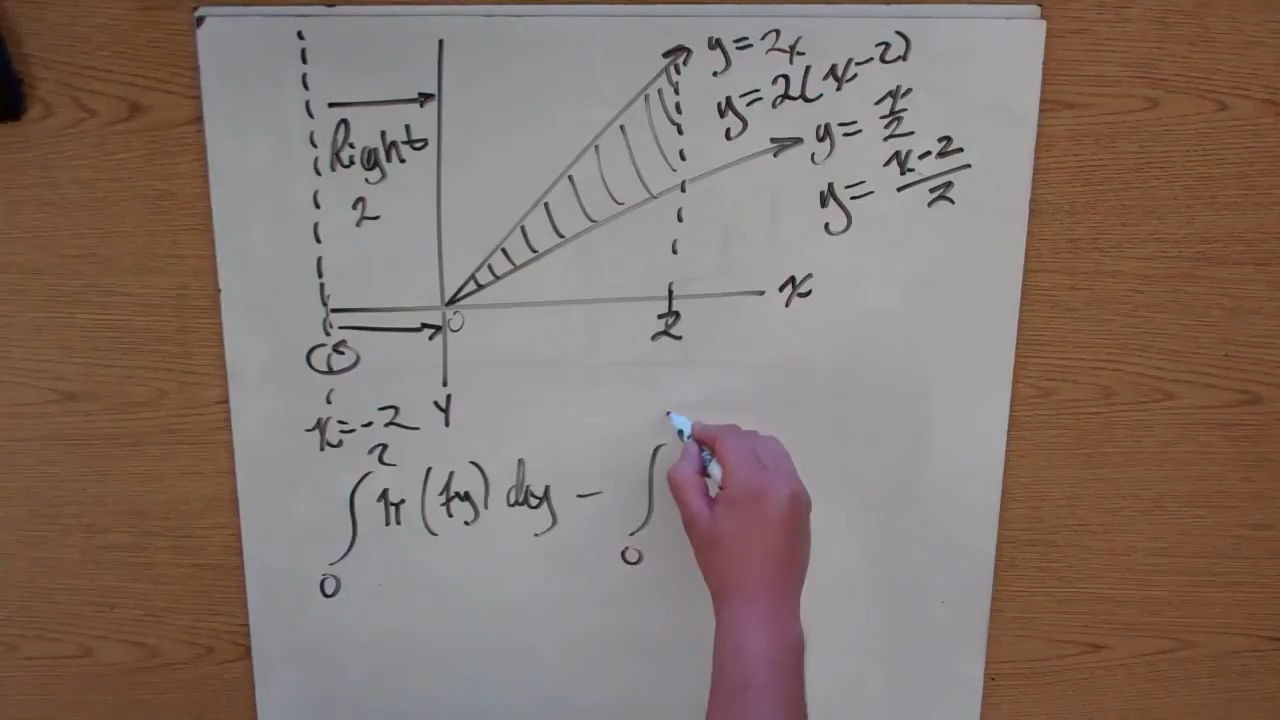 y=2x
y=2(x-2)
y=x/2
y=(x-2)/2
Right
2
x
0
2
x=-2
y
2
∫ π(fy) dy - ∫
0
0